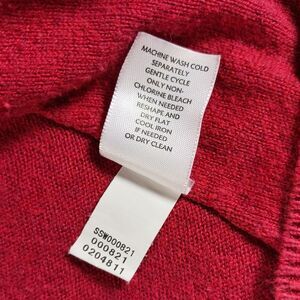 MACHINE WASH COLD
SEPARATELY
GENTLE CYCLE
ONLY NON-
CHLORINE BLEACH
WHEN NEEDED
RESHAPE AND
DRY FLAT
COOL IRON
IF NEEDED
OR DRY CLEAN
SSW000821
000821
0204811